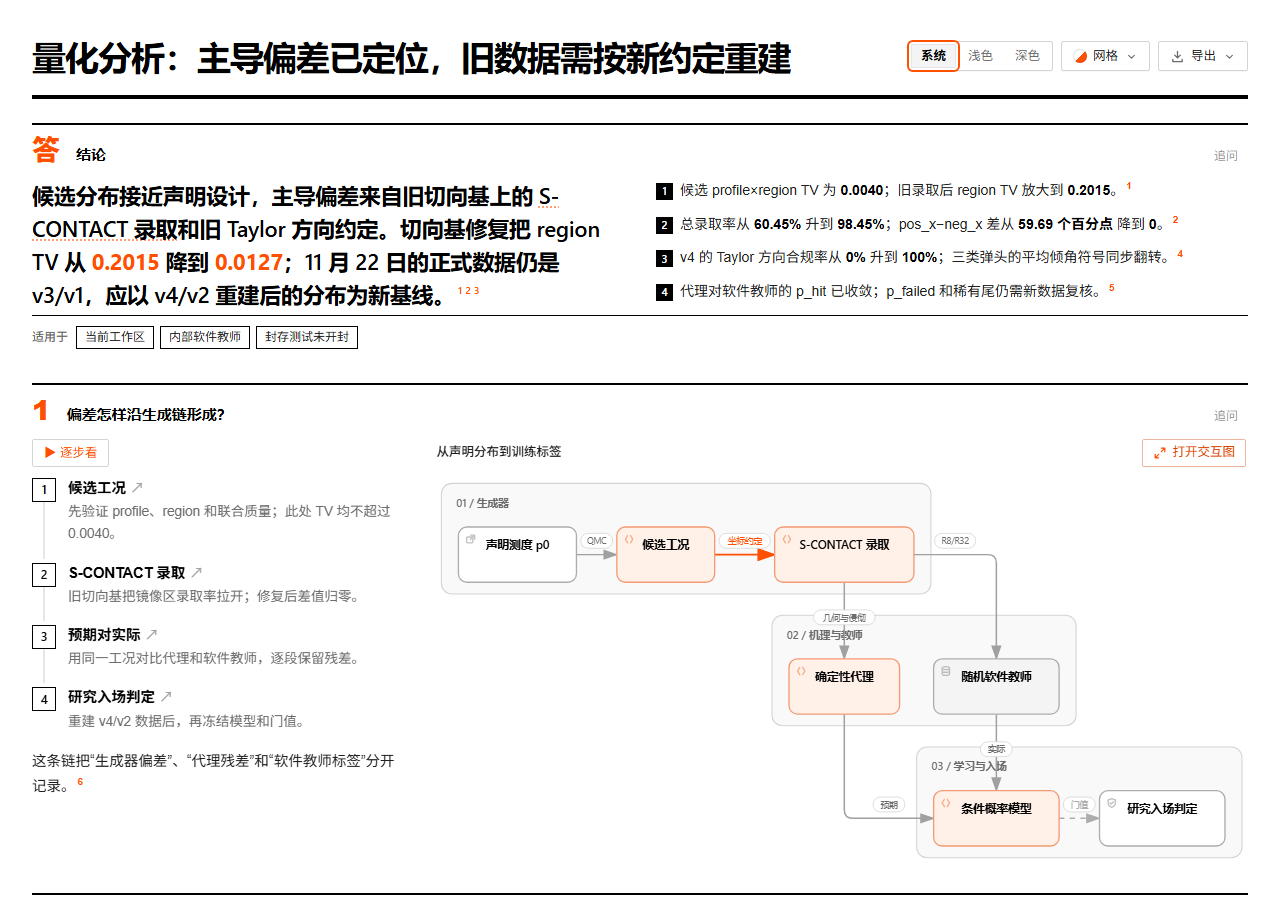 量化分析：主导偏差已定位，旧数据需按新约定重建
系统 浅色 深色 网格 导出
答 结论
追问
候选分布接近声明设计，主导偏差来自旧切向基上的 S-
CONTACT 录取和旧 Taylor 方向约定。切向基修复把 region
TV 从 0.2015 降到 0.0127；11 月 22 日的正式数据仍是
v3/v1，应以 v4/v2 重建后的分布为新基线。 1 2 3
1 候选 profile×region TV 为 0.0040；旧录取后 region TV 放大到 0.2015。 1
2 总录取率从 60.45% 升到 98.45%；pos_x−neg_x 差从 59.69 个百分点 降到 0。 2
3 v4 的 Taylor 方向合规率从 0% 升到 100%；三类弹头的平均倾角符号同步翻转。 4
4 代理对软件教师的 p_hit 已收敛；p_failed 和稀有尾仍需新数据复核。 5
适用于 当前工作区 内部软件教师 封存测试未开封
1 偏差怎样沿生成链形成？
追问
逐步看
1 候选工况 ↗
先验证 profile、region 和联合质量；此处 TV 均不超过
0.0040。
2 S-CONTACT 录取 ↗
旧切向基把镜像区录取率拉开；修复后差值归零。
3 预期对实际 ↗
用同一工况对比代理和软件教师，逐段保留残差。
4 研究入场判定 ↗
重建 v4/v2 数据后，再冻结模型和门值。
这条链把“生成器偏差”、“代理残差”和“软件教师标签”分开
记录。 6
从声明分布到训练标签
打开交互图
01 / 生成器
声明测度 p0
QMC
候选工况
坐标约定
S-CONTACT 录取
R8/R32
几何与侵彻
02 / 机理与教师
确定性代理
随机软件教师
实际
03 / 学习与入场
预期
条件概率模型
门值
研究入场判定